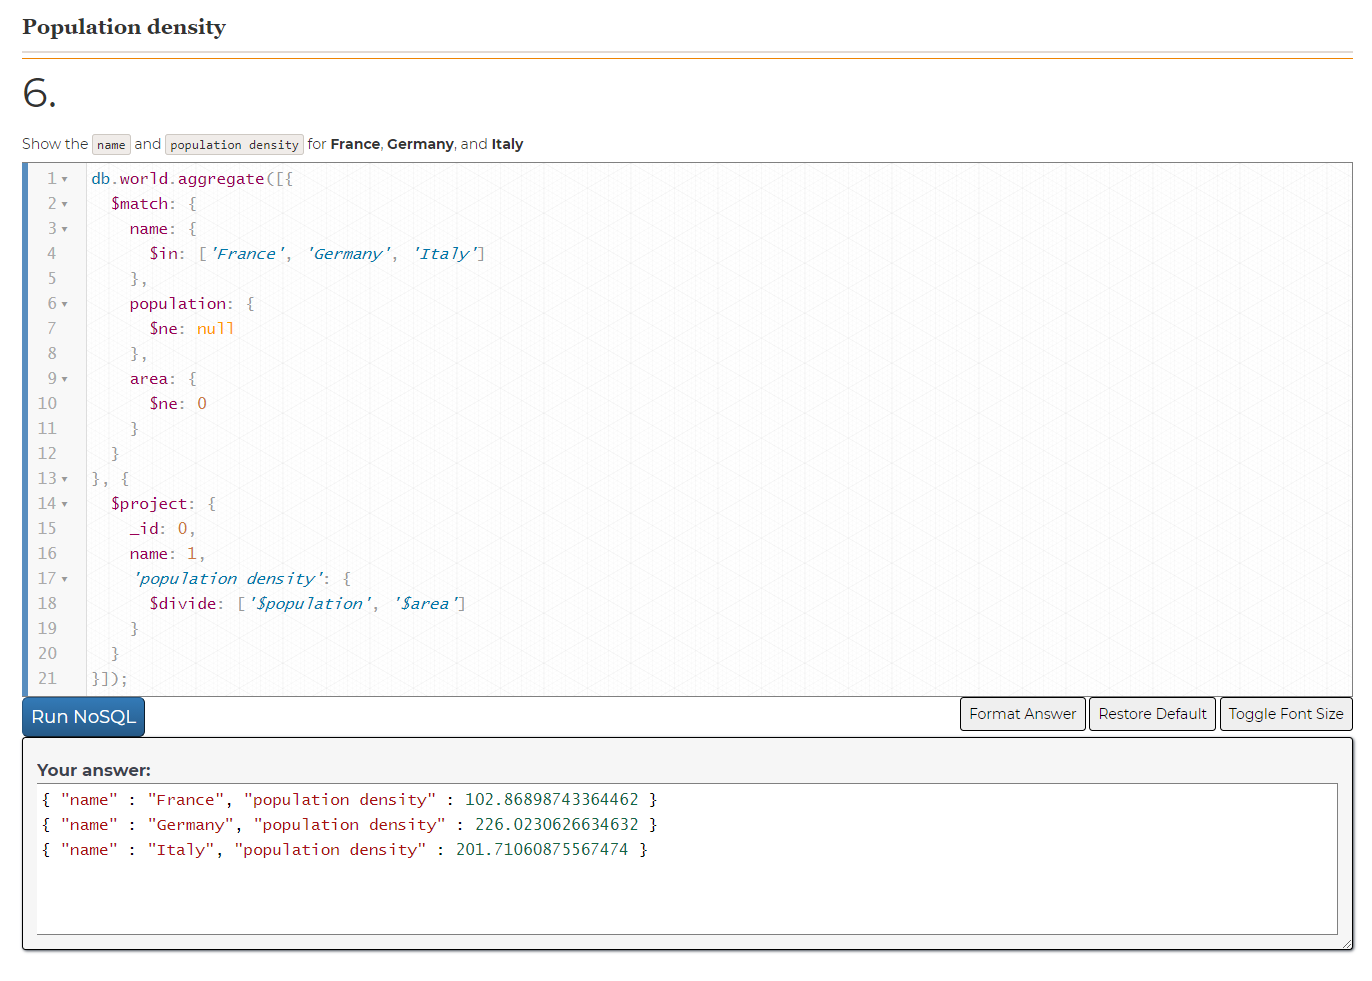 Population density
6.
Show the name and population density for France, Germany, and Italy
1 db.world.aggregate([{
2   $match: {
3     name: {
4       $in: ['France', 'Germany', 'Italy']
5     },
6     population: {
7       $ne: null
8     },
9     area: {
10       $ne: 0
11     }
12   }
13 }, {
14   $project: {
15     _id: 0,
16     name: 1,
17     'population density': {
18       $divide: ['$population', '$area']
19     }
20   }
21 }]);
Run NoSQL Format Answer Restore Default Toggle Font Size
Your answer:
{ "name" : "France", "population density" : 102.86898743364462 }
{ "name" : "Germany", "population density" : 226.0230626634632 }
{ "name" : "Italy", "population density" : 201.71060875567474 }